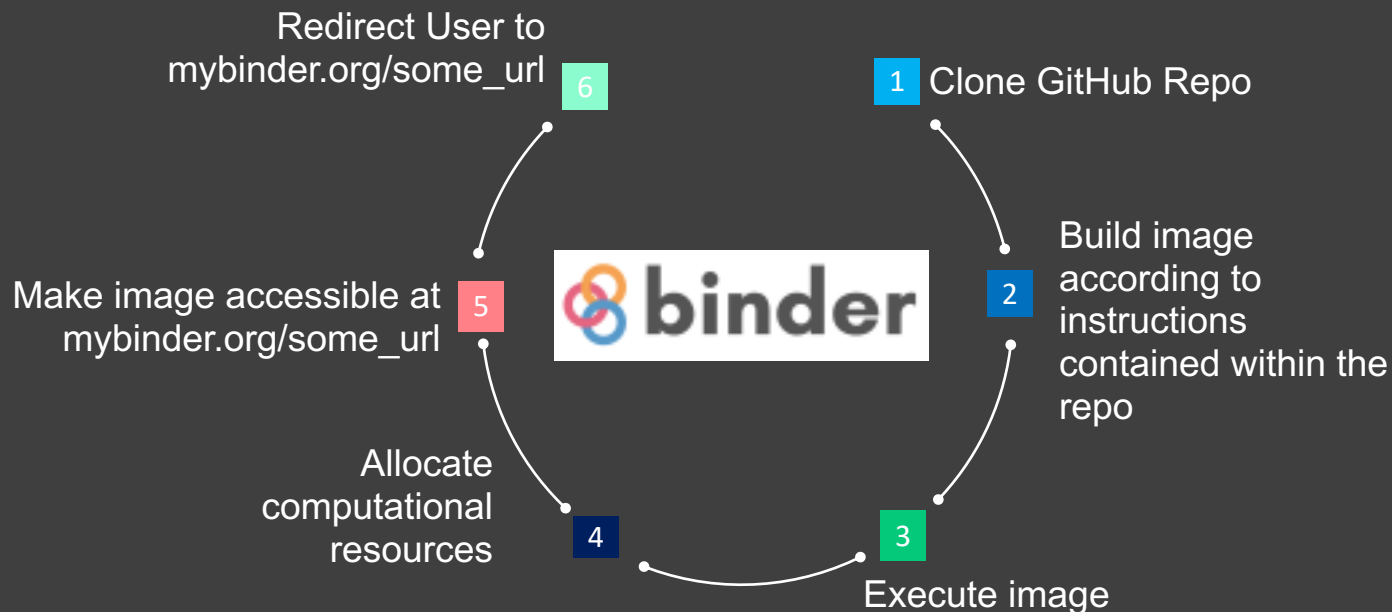 Redirect User to
mybinder.org/some_url
6
1
Clone GitHub Repo
Build image
according to
instructions
contained within the
repo
2
binder
Make image accessible at
mybinder.org/some_url
5
Allocate
computational
resources
4
3
Execute image